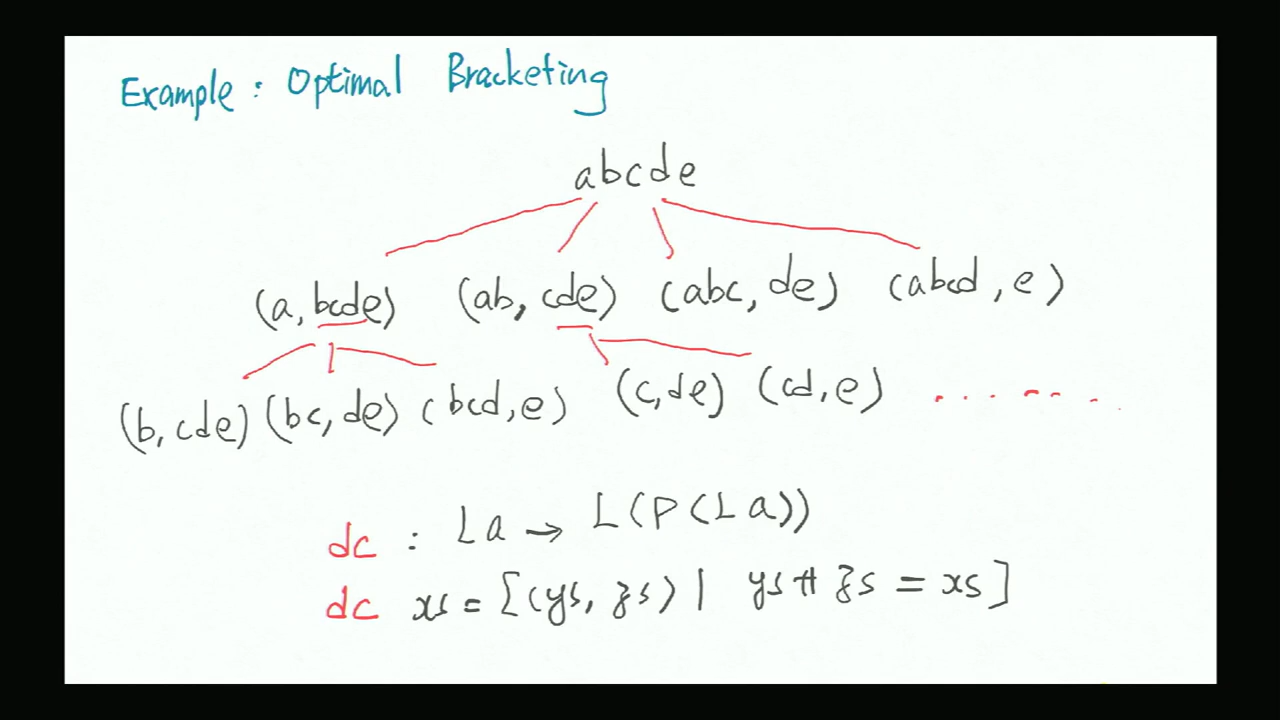 Example : Optimal Bracketing
abcde
(a, bcde) (ab, cde) (abc, de) (abcd, e)
(b, cde) (bc, de) (bcd, e) (c, de) (cd, e) ......
dc : L a → L (P (L a))
dc xs = [(ys, zs) | ys ++ zs = xs]